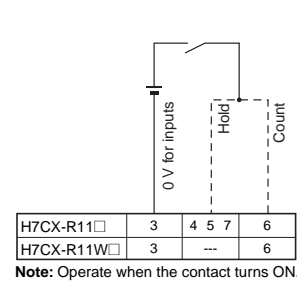 0 V for inputs
Hold
Count
H7CX-R11□ 3 4 5 7 6
H7CX-R11W□ 3 --- 6
Note: Operate when the contact turns ON.